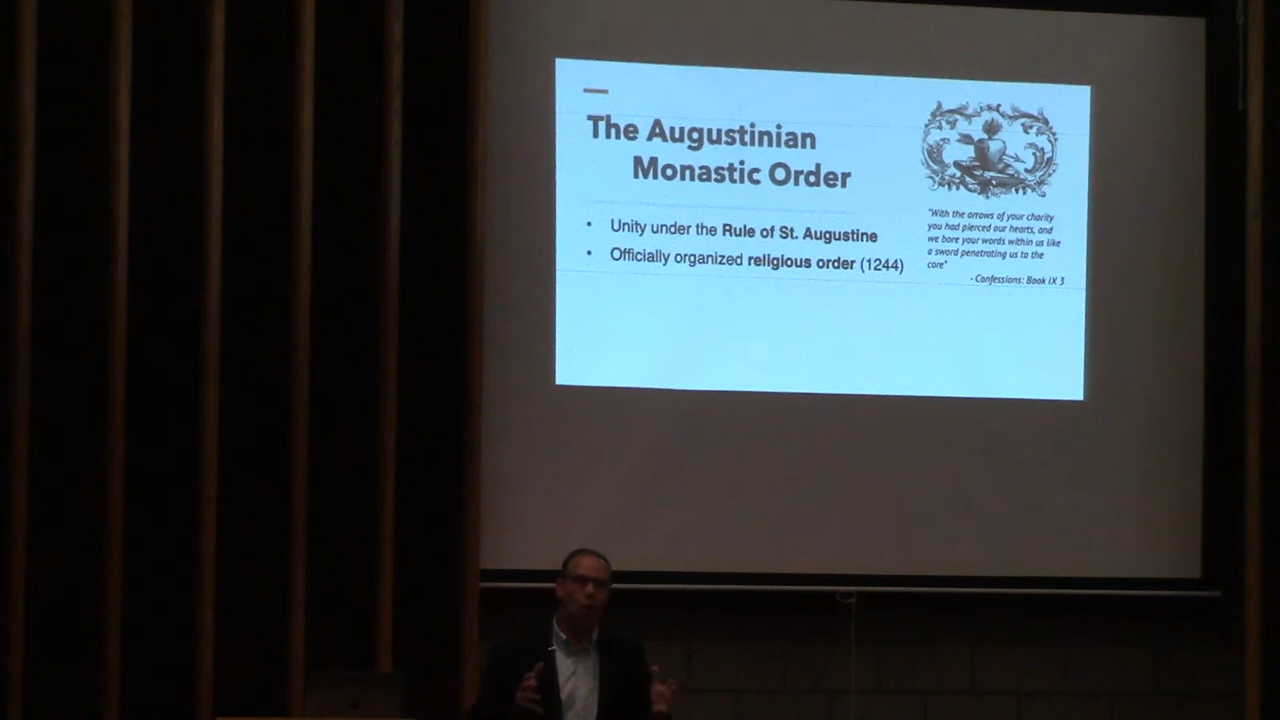 The Augustinian
Monastic Order
• Unity under the Rule of St. Augustine
• Officially organized religious order (1244)
"With the arrows of your charity
you had pierced our hearts, and
we bore your words within us like
a sword penetrating us to the
core"
- Confessions: Book IX 3